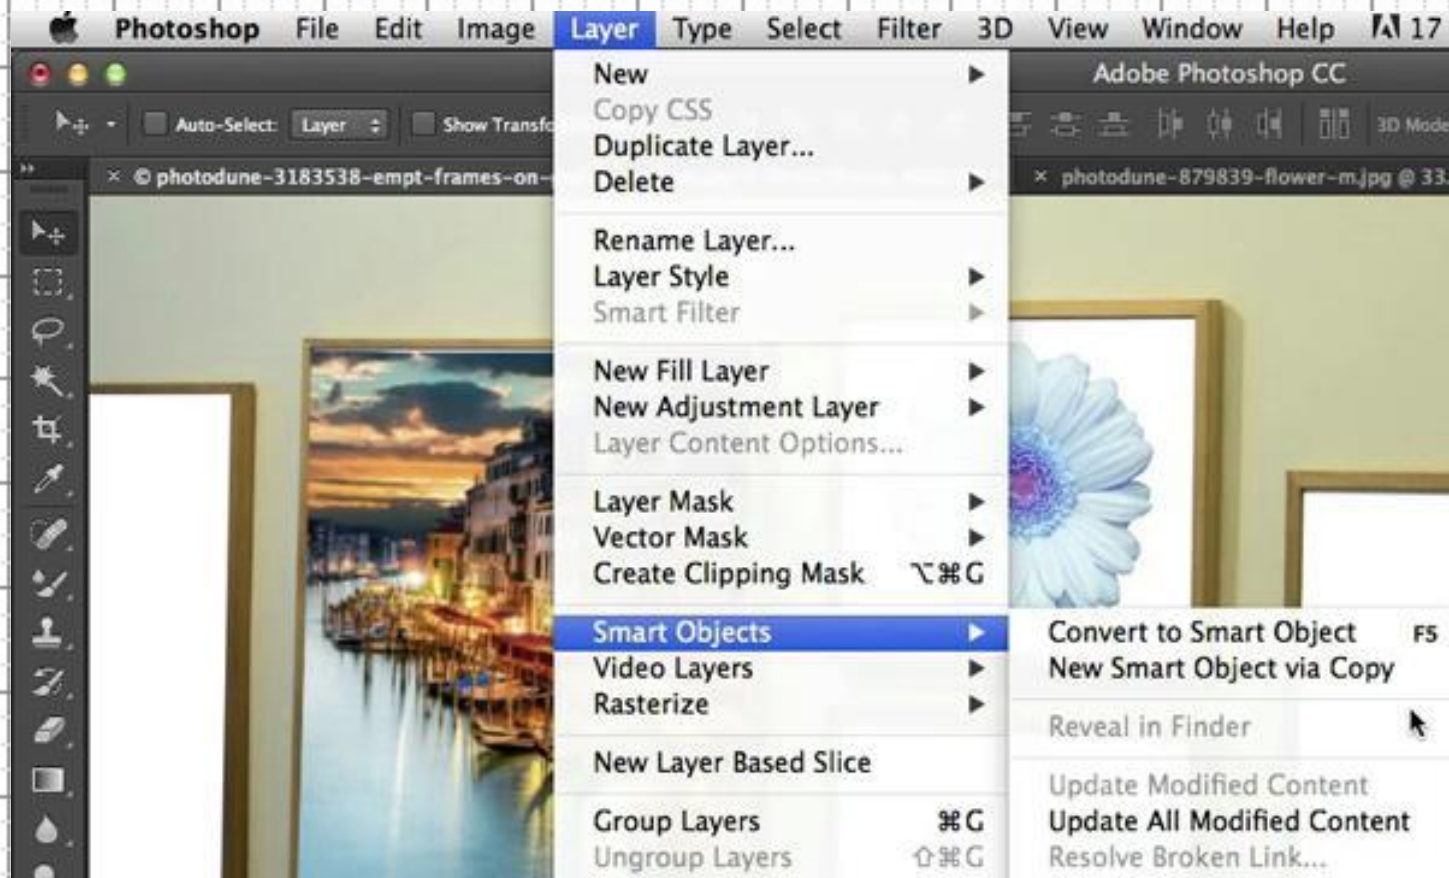 Photoshop File Edit Image Layer Type Select Filter 3D View Window Help 17
Adobe Photoshop CC
Auto-Select: Layer Show Transfo 3D Mode
× © photodune-3183538-empt-frames-on- × photodune-879839-flower-m.jpg @ 33.
New
Copy CSS
Duplicate Layer...
Delete
Rename Layer...
Layer Style
Smart Filter
New Fill Layer
New Adjustment Layer
Layer Content Options...
Layer Mask
Vector Mask
Create Clipping Mask ⌥⌘G
Smart Objects
Video Layers
Rasterize
New Layer Based Slice
Group Layers ⌘G
Ungroup Layers ⇧⌘G
Convert to Smart Object F5
New Smart Object via Copy
Reveal in Finder
Update Modified Content
Update All Modified Content
Resolve Broken Link...